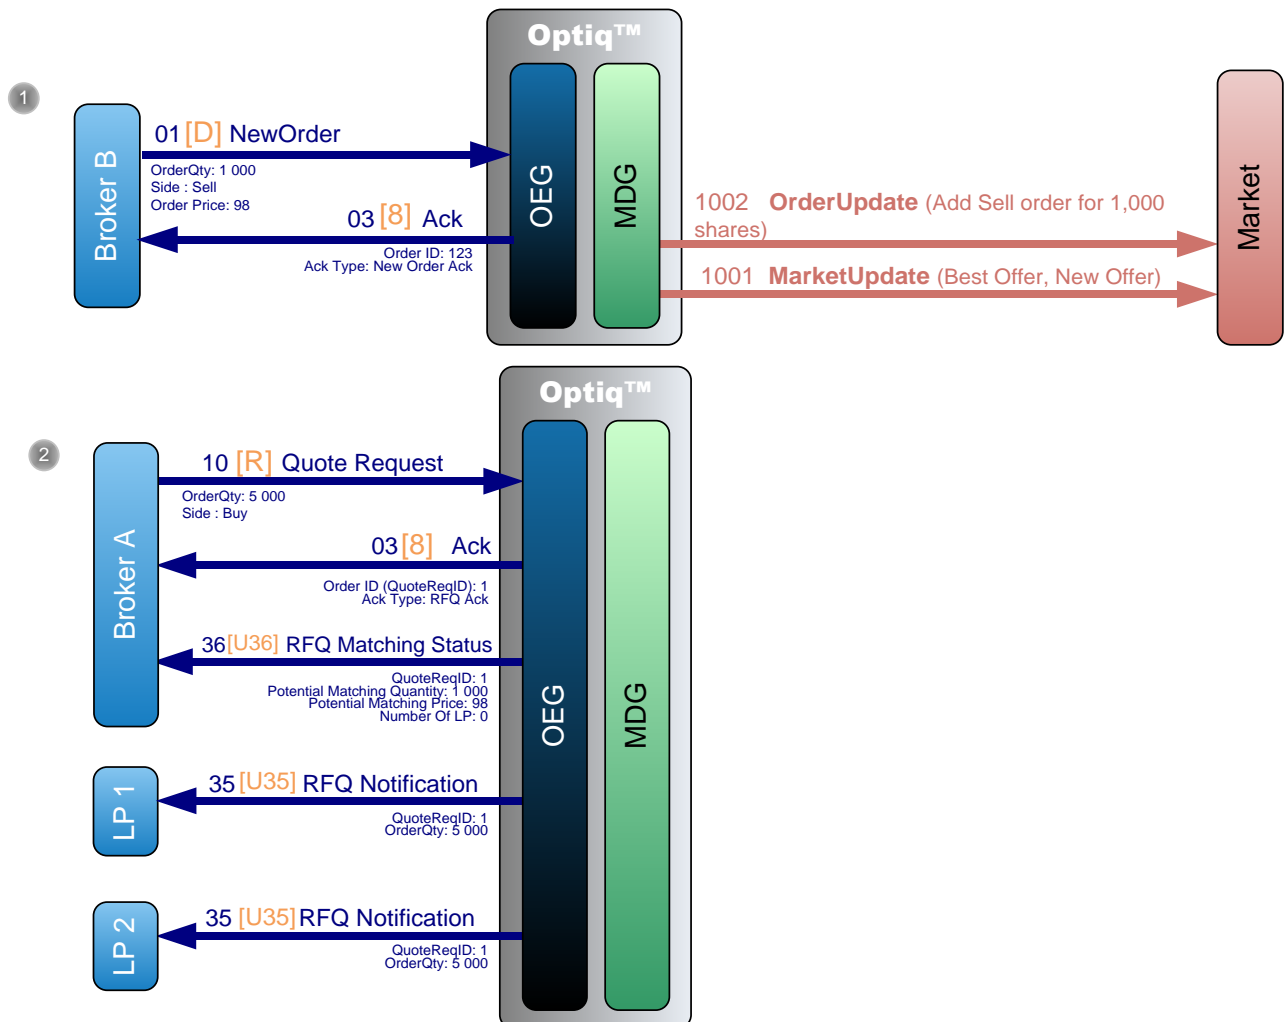 Optiq™
1
Broker B
01 [D] NewOrder
OrderQty: 1 000
Side : Sell
Order Price: 98
03 [8] Ack
Order ID: 123
Ack Type: New Order Ack
OEG
MDG
1002 OrderUpdate (Add Sell order for 1,000
shares)
1001 MarketUpdate (Best Offer, New Offer)
Market
Optiq™
2
Broker A
10 [R] Quote Request
OrderQty: 5 000
Side : Buy
03 [8] Ack
Order ID (QuoteReqID): 1
Ack Type: RFQ Ack
36 [U36] RFQ Matching Status
QuoteReqID: 1
Potential Matching Quantity: 1 000
Potential Matching Price: 98
Number Of LP: 0
OEG
MDG
LP 1
35 [U35] RFQ Notification
QuoteReqID: 1
OrderQty: 5 000
LP 2
35 [U35] RFQ Notification
QuoteReqID: 1
OrderQty: 5 000